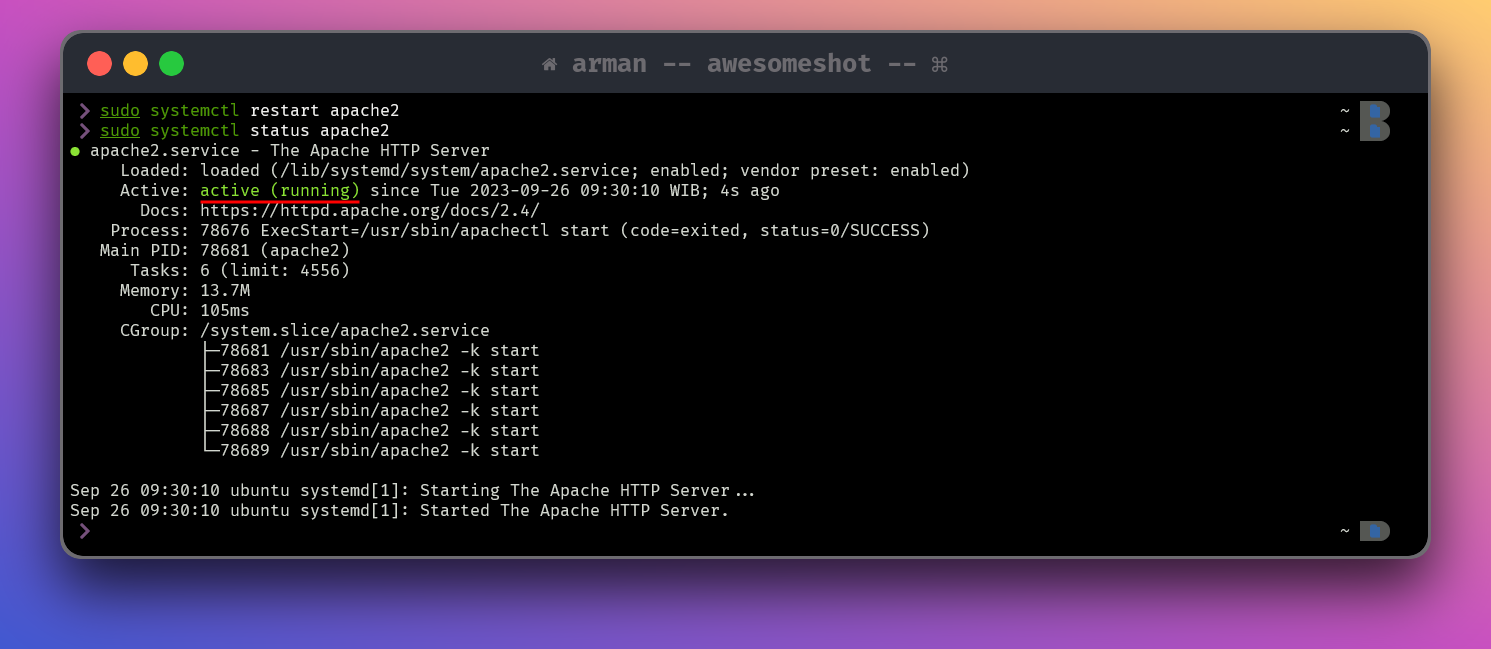 arman -- awesomeshot -- ⌘
❯ sudo systemctl restart apache2 ~
❯ sudo systemctl status apache2 ~
● apache2.service - The Apache HTTP Server
Loaded: loaded (/lib/systemd/system/apache2.service; enabled; vendor preset: enabled)
Active: active (running) since Tue 2023-09-26 09:30:10 WIB; 4s ago
Docs: https://httpd.apache.org/docs/2.4/
Process: 78676 ExecStart=/usr/sbin/apachectl start (code=exited, status=0/SUCCESS)
Main PID: 78681 (apache2)
Tasks: 6 (limit: 4556)
Memory: 13.7M
CPU: 105ms
CGroup: /system.slice/apache2.service
├─78681 /usr/sbin/apache2 -k start
├─78683 /usr/sbin/apache2 -k start
├─78685 /usr/sbin/apache2 -k start
├─78687 /usr/sbin/apache2 -k start
├─78688 /usr/sbin/apache2 -k start
└─78689 /usr/sbin/apache2 -k start
Sep 26 09:30:10 ubuntu systemd[1]: Starting The Apache HTTP Server...
Sep 26 09:30:10 ubuntu systemd[1]: Started The Apache HTTP Server.
❯ ~